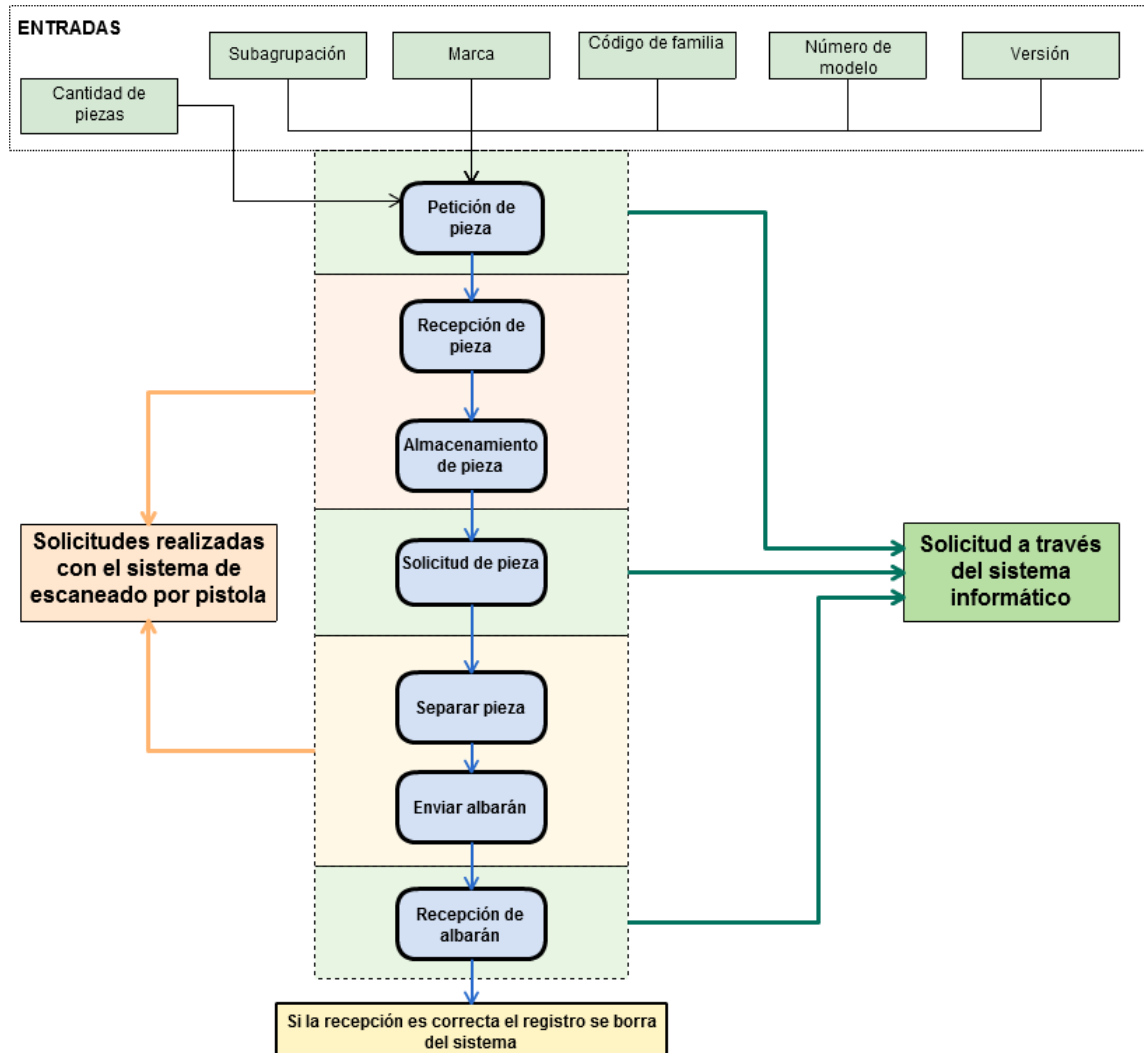 ENTRADAS
Subagrupación
Marca
Código de familia
Número de
modelo
Versión
Cantidad de
piezas
Petición de
pieza
Recepción de
pieza
Almacenamiento
de pieza
Solicitudes realizadas
con el sistema de
escaneado por pistola
Solicitud de pieza
Solicitud a través
del sistema
informático
Separar pieza
Enviar albarán
Recepción de
albarán
Si la recepción es correcta el registro se borra
del sistema